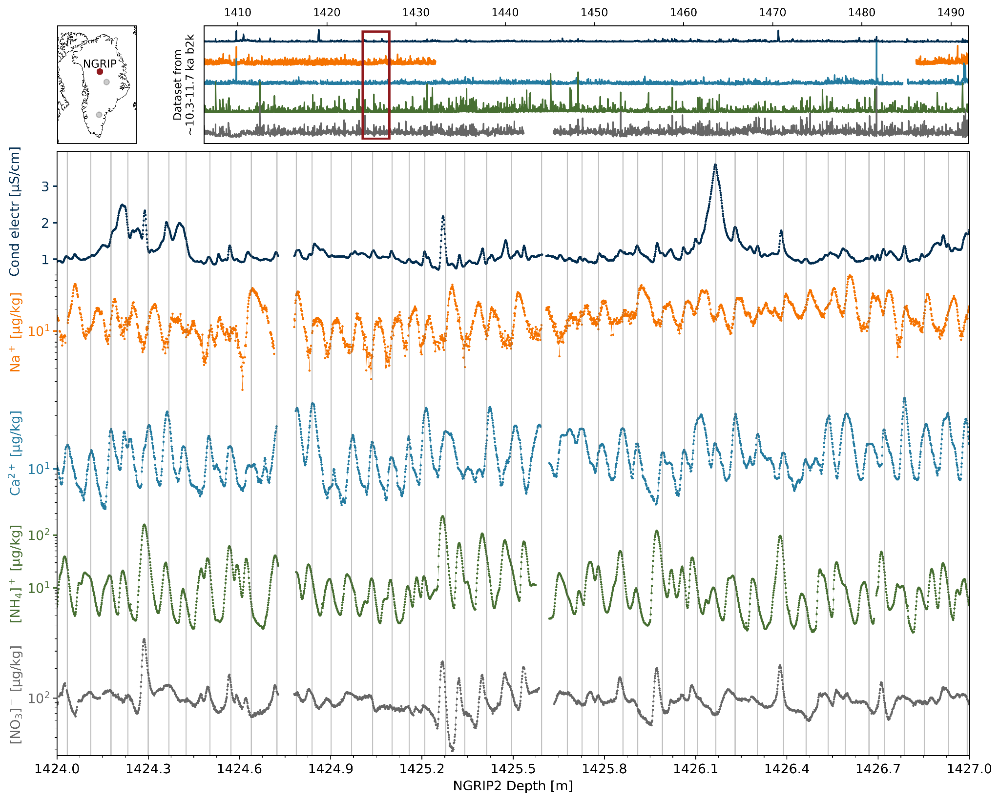 1410 1420 1430 1440 1450 1460 1470 1480 1490
NGRIP
Dataset from
~10.3-11.7 ka b2k
Cond electr [µS/cm]
3
2
1
Na⁺ [µg/kg]
10¹
Ca²⁺ [µg/kg]
10¹
[NH₄]⁺ [µg/kg]
10²
10¹
[NO₃]⁻ [µg/kg]
10²
1424.0 1424.3 1424.6 1424.9 1425.2 1425.5 1425.8 1426.1 1426.4 1426.7 1427.0
NGRIP2 Depth [m]